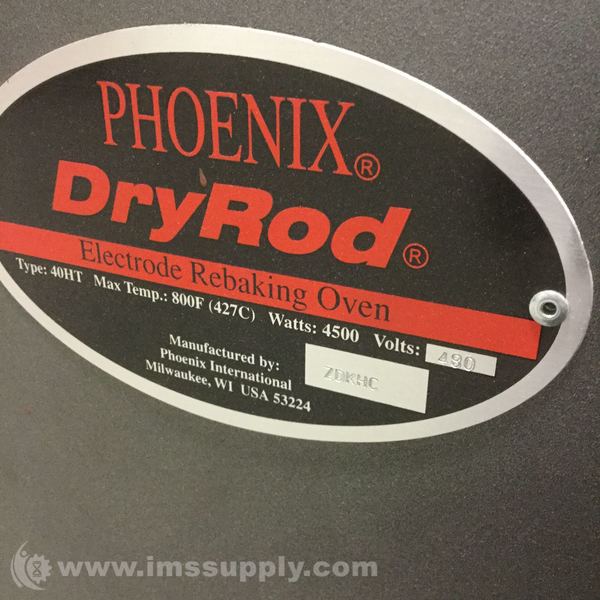 PHOENIX®
DryRod®
Electrode Rebaking Oven
Type: 40HT Max Temp.: 800F (427C) Watts: 4500 Volts: 480
Manufactured by:
Phoenix International
Milwaukee, WI USA 53224
ZDKHC
www.imssupply.com